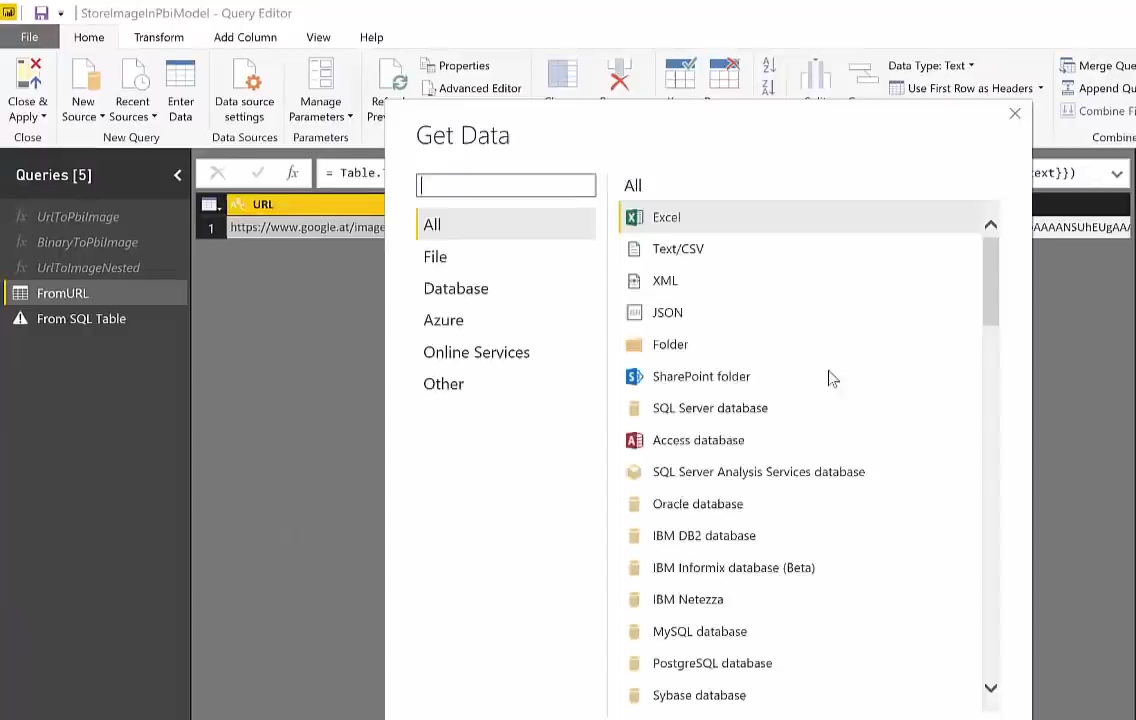 StoreImageInPbiModel - Query Editor
File Home Transform Add Column View Help
Close & Apply
New Source
Recent Sources
Enter Data
Data source settings
Manage Parameters
Properties
Advanced Editor
Data Type: Text
Use First Row as Headers
Merge Que
Append Qu
Combine Fi
Close
New Query
Data Sources
Parameters
Combine
Queries [5]
UrlToPbiImage
BinaryToPbiImage
UrlToImageNested
FromURL
From SQL Table
fx
= Table.
ext}})
URL
1 https://www.google.at/image
AAAANSUhEUgAA/
Get Data
All
File
Database
Azure
Online Services
Other
All
Excel
Text/CSV
XML
JSON
Folder
SharePoint folder
SQL Server database
Access database
SQL Server Analysis Services database
Oracle database
IBM DB2 database
IBM Informix database (Beta)
IBM Netezza
MySQL database
PostgreSQL database
Sybase database